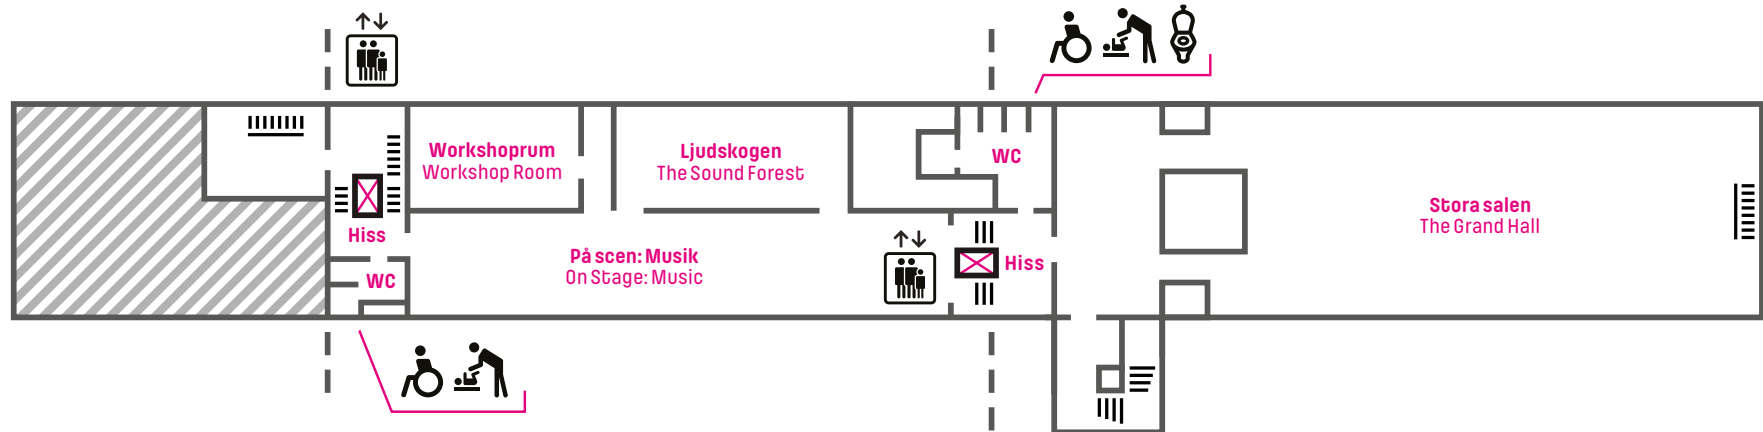 Workshoprum
Workshop Room
Ljudskogen
The Sound Forest
WC
Stora salen
The Grand Hall
Hiss
På scen: Musik
On Stage: Music
Hiss
WC